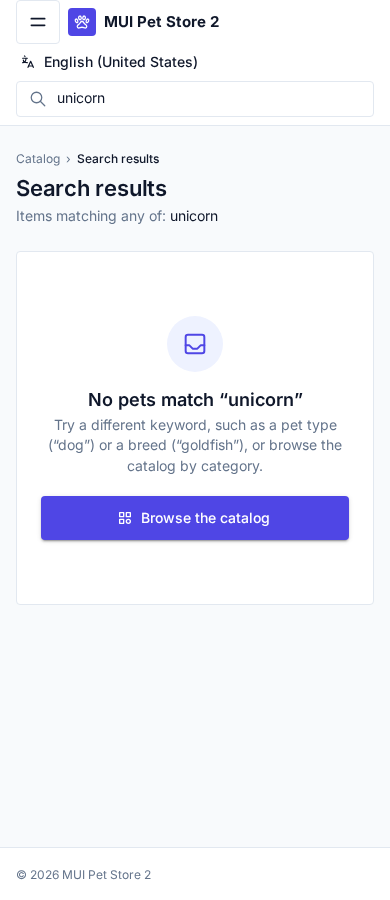 MUI Pet Store 2
English (United States)
unicorn
Catalog › Search results
Search results
Items matching any of: unicorn
No pets match “unicorn”
Try a different keyword, such as a pet type
(“dog”) or a breed (“goldfish”), or browse the
catalog by category.
Browse the catalog
© 2026 MUI Pet Store 2